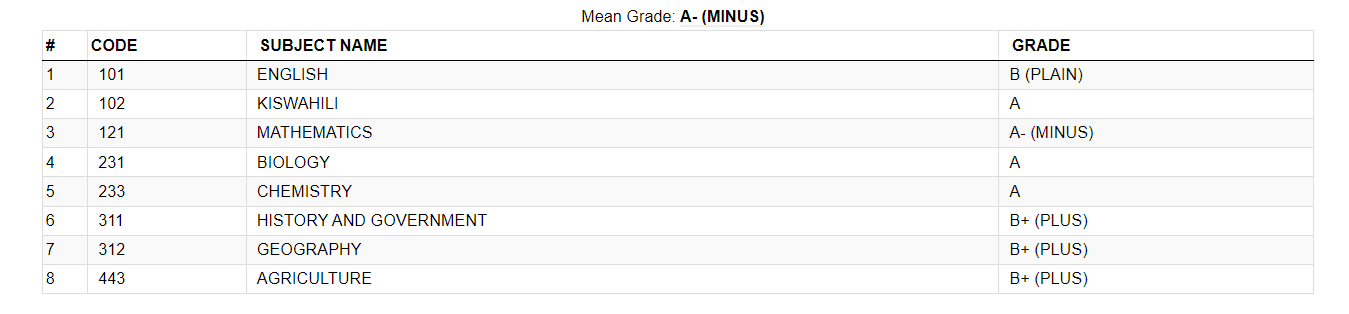 Mean Grade: A- (MINUS)
# CODE SUBJECT NAME GRADE
1 101 ENGLISH B (PLAIN)
2 102 KISWAHILI A
3 121 MATHEMATICS A- (MINUS)
4 231 BIOLOGY A
5 233 CHEMISTRY A
6 311 HISTORY AND GOVERNMENT B+ (PLUS)
7 312 GEOGRAPHY B+ (PLUS)
8 443 AGRICULTURE B+ (PLUS)